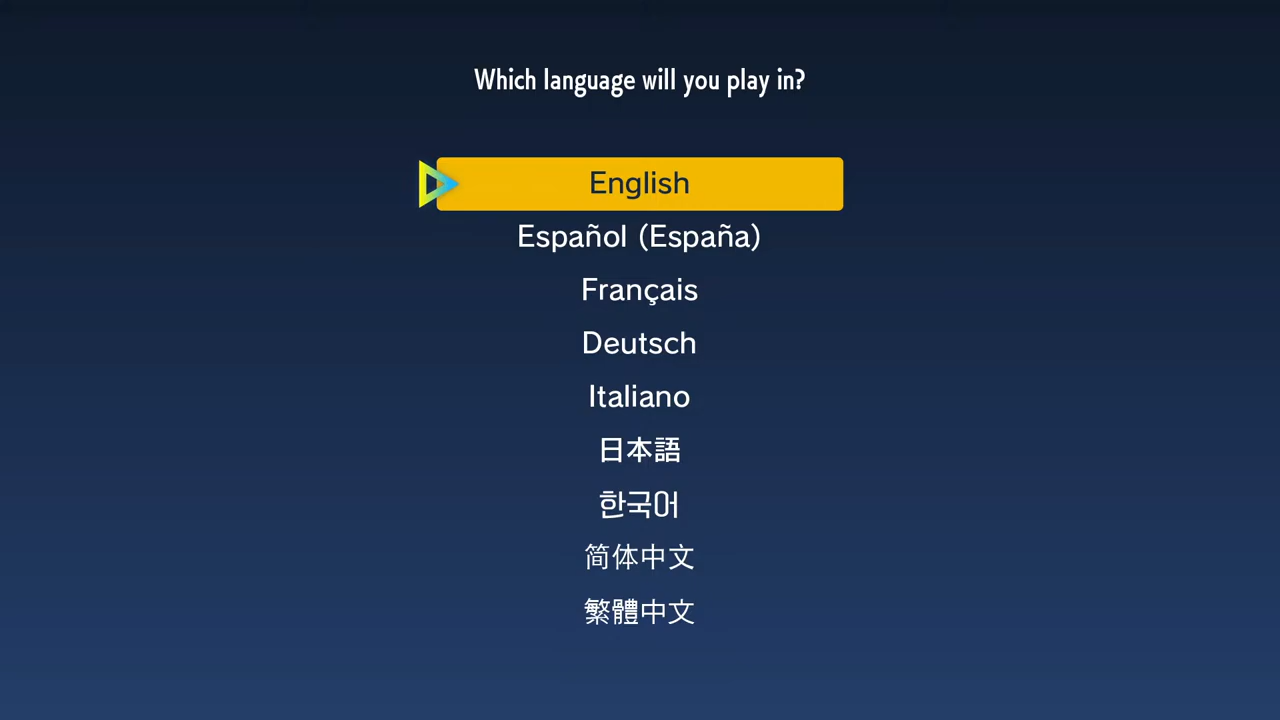 Which language will you play in?
English
Español (España)
Français
Deutsch
Italiano
日本語
한국어
简体中文
繁體中文